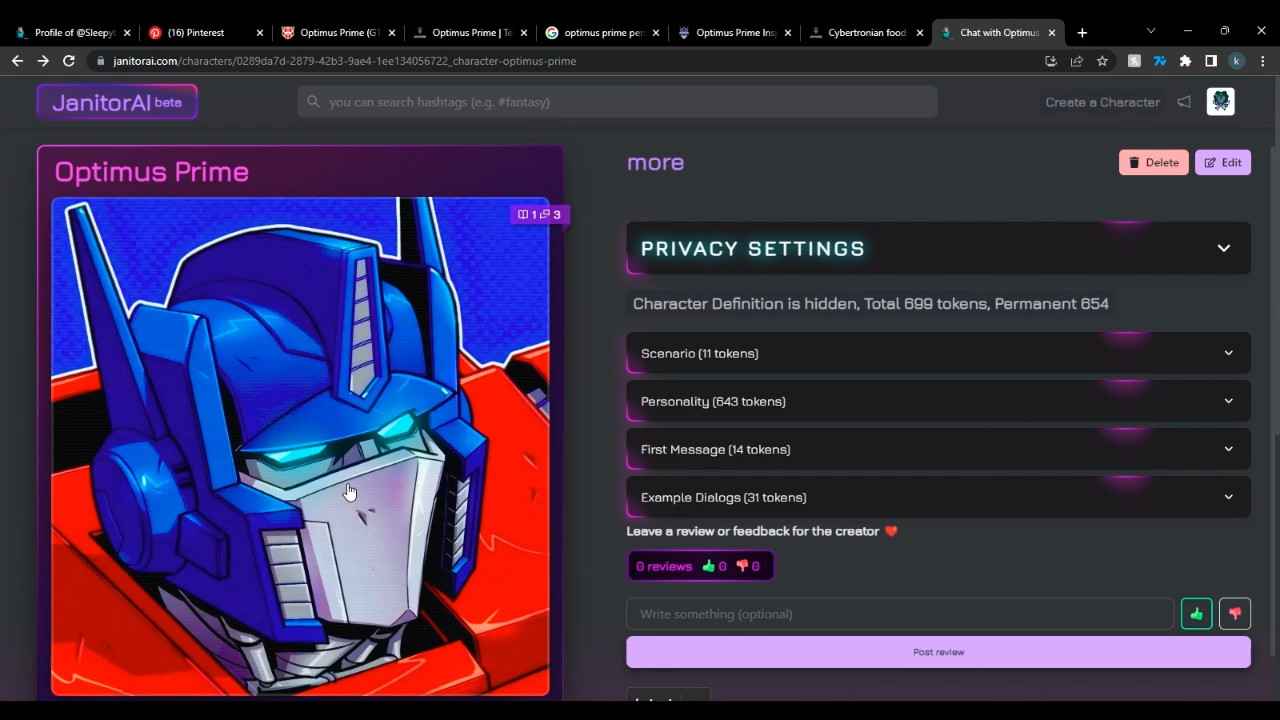 Profile of @Sleepy
(16) Pinterest
Optimus Prime (G1
Optimus Prime | Te
optimus prime per
Optimus Prime Insp
Cybertronian food
Chat with Optimus
janitorai.com/characters/0289da7d-2879-42b3-9ae4-1ee134056722_character-optimus-prime
k
JanitorAI beta
you can search hashtags (e.g. #fantasy)
Create a Character
Optimus Prime
1 3
more
Delete
Edit
PRIVACY SETTINGS
Character Definition is hidden, Total 699 tokens, Permanent 654
Scenario (11 tokens)
Personality (643 tokens)
First Message (14 tokens)
Example Dialogs (31 tokens)
Leave a review or feedback for the creator ❤️
0 reviews 👍 0 👎 0
Write something (optional)
Post review